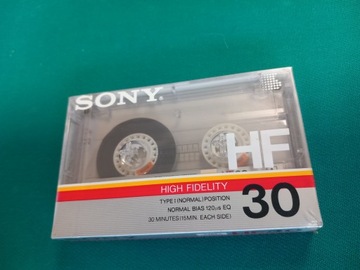 SONY
HF
HIGH FIDELITY
30
TYPE I (NORMAL) POSITION
NORMAL BIAS 120μs EQ
30 MINUTES (15 MIN. EACH SIDE)